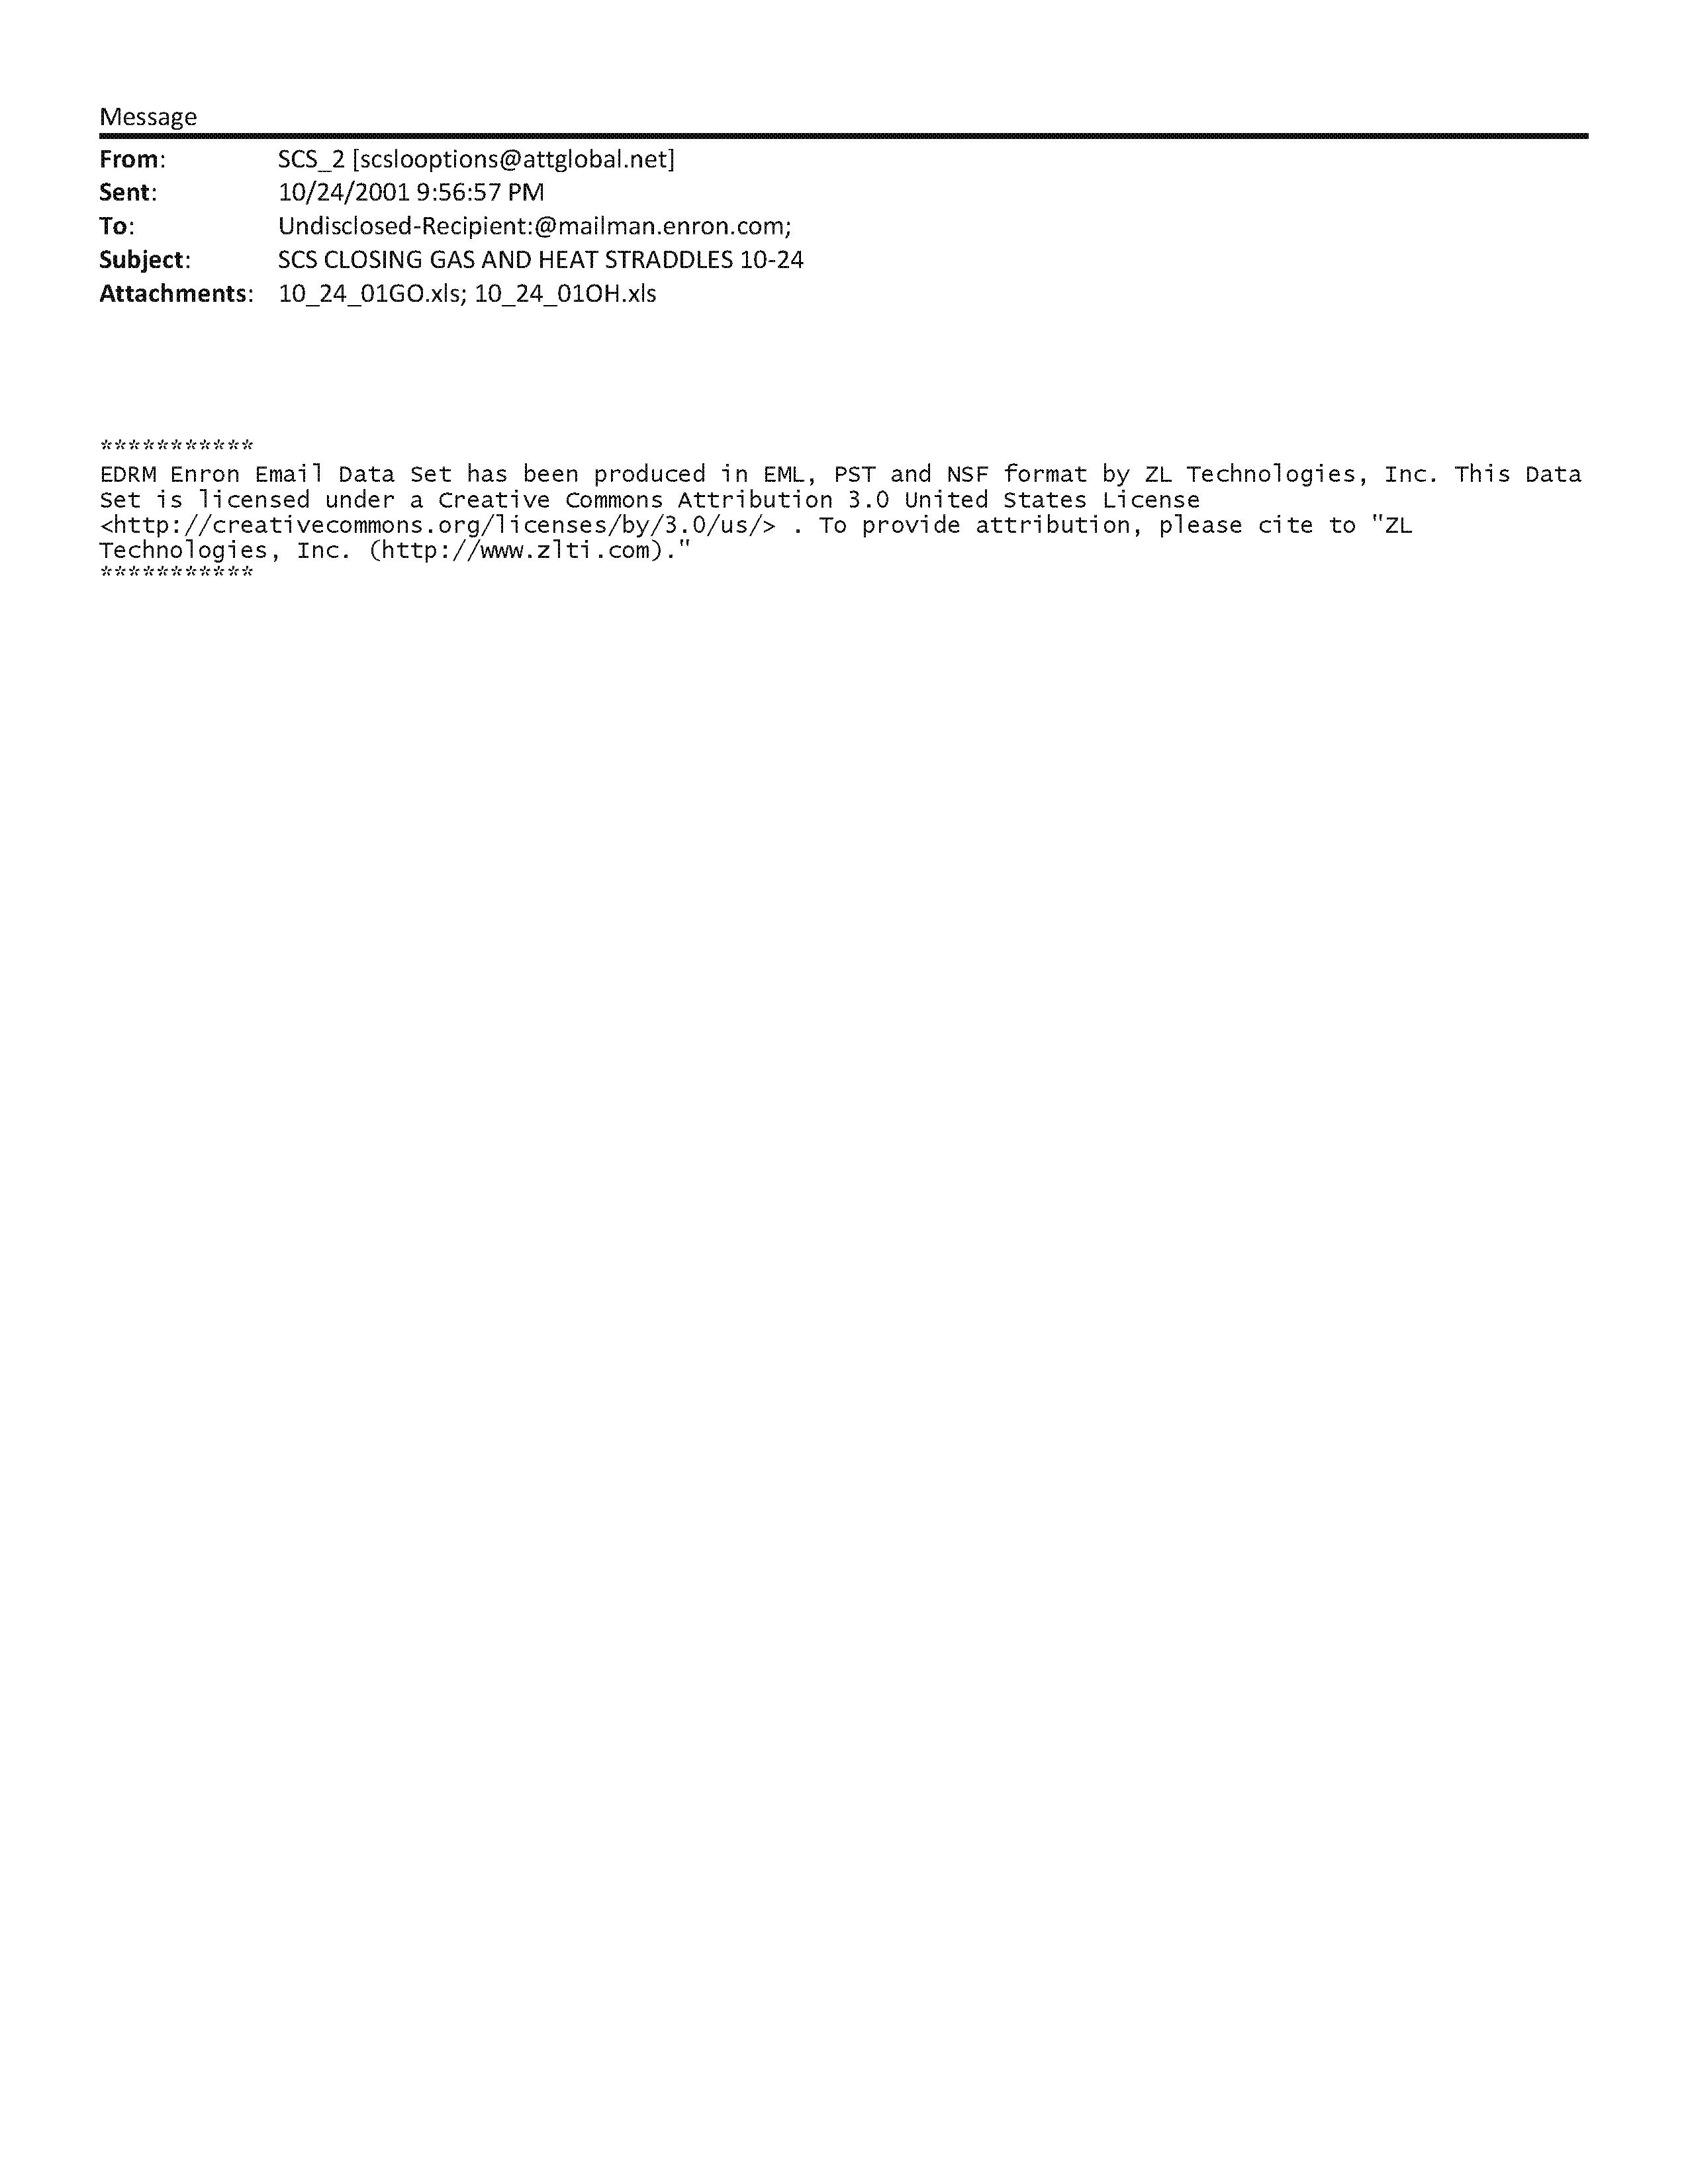 Message
From: SCS_2 [scslooptions@attglobal.net]
Sent: 10/24/2001 9:56:57 PM
To: Undisclosed-Recipient:@mailman.enron.com;
Subject: SCS CLOSING GAS AND HEAT STRADDLES 10-24
Attachments: 10_24_01GO.xls; 10_24_01OH.xls
***********
EDRM Enron Email Data Set has been produced in EML, PST and NSF format by ZL Technologies, Inc. This Data
Set is licensed under a Creative Commons Attribution 3.0 United States License
<http://creativecommons.org/licenses/by/3.0/us/> . To provide attribution, please cite to "ZL
Technologies, Inc. (http://www.zlti.com)."
***********